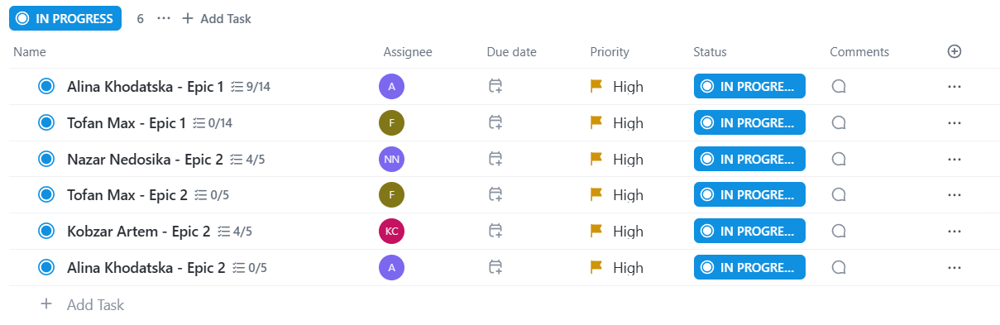 IN PROGRESS 6 Add Task
Name Assignee Due date Priority Status Comments
Alina Khodatska - Epic 1 9/14 A High IN PROGRE...
Tofan Max - Epic 1 0/14 F High IN PROGRE...
Nazar Nedosika - Epic 2 4/5 NN High IN PROGRE...
Tofan Max - Epic 2 0/5 F High IN PROGRE...
Kobzar Artem - Epic 2 4/5 KC High IN PROGRE...
Alina Khodatska - Epic 2 0/5 A High IN PROGRE...
Add Task